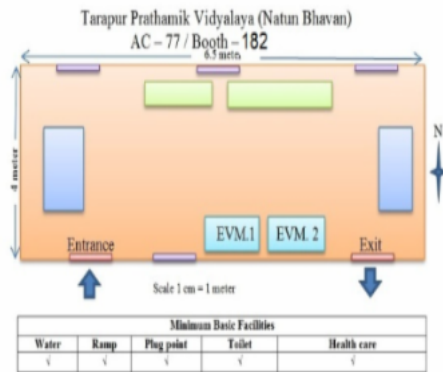 Tarapur Prathamik Vidyalaya (Natun Bhavan)
AC – 77 / Booth – 182
6.5 meter
4 meter
N
EVM.1
EVM. 2
Entrance
Exit
Scale 1 cm = 1 meter
Minimum Basic Facilities
Water Ramp Plug point Toilet Health care
√ √ √ √ √